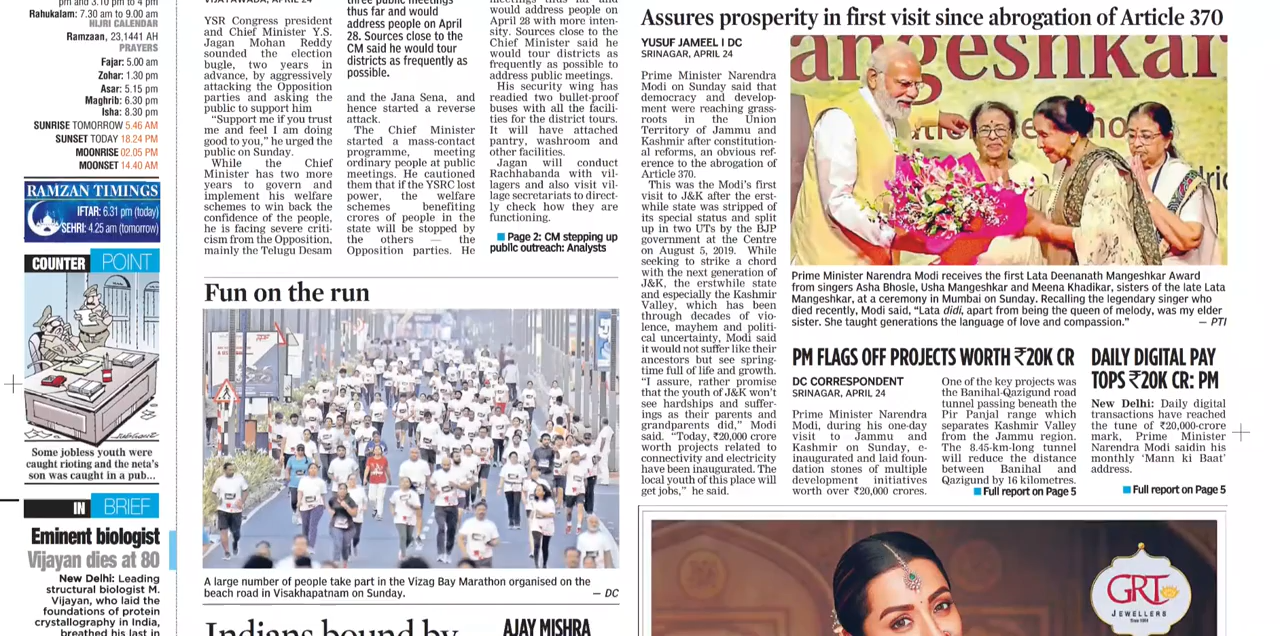 pm and 3.10 pm to 4 pm
Rahukalam: 7.30 am to 9.00 am
HIJRI CALENDAR
Ramzaan, 23,1441 AH
PRAYERS
Fajar: 5.00 am
Zohar: 1.30 pm
Asar: 5.15 pm
Maghrib: 6.30 pm
Isha: 8.30 pm
SUNRISE TOMORROW 5.46 AM
SUNSET TODAY 18.24 PM
MOONRISE 02.05 PM
MOONSET 14.40 AM
RAMZAN TIMINGS
IFTAR: 6.31 pm (today)
SEHRI: 4.25 am (tomorrow)
COUNTER POINT
Some jobless youth were
caught rioting and the neta's
son was caught in a pub...
IN BRIEF
Eminent biologist
Vijayan dies at 80
New Delhi: Leading
structural biologist M.
Vijayan, who laid the
foundations of protein
crystallography in India,
breathed his last in
VIJAYAWADA, APRIL 24
YSR Congress president
and Chief Minister Y.S.
Jagan Mohan Reddy
sounded the election
bugle, two years in
advance, by aggressively
attacking the Opposition
parties and asking the
public to support him
"Support me if you trust
me and feel I am doing
good to you," he urged the
public on Sunday.
While the Chief
Minister has two more
years to govern and
implement his welfare
schemes to win back the
confidence of the people,
he is facing severe criti-
cism from the Opposition,
mainly the Telugu Desam
three public meetings
thus far and would
address people on April
28. Sources close to the
CM said he would tour
districts as frequently as
possible.
and the Jana Sena, and
hence started a reverse
attack.
The Chief Minister
started a mass-contact
programme, meeting
ordinary people at public
meetings. He cautioned
them that if the YSRC lost
power, the welfare
schemes benefiting
crores of people in the
state will be stopped by
the others — the
Opposition parties. He
meetings thus far and
would address people on
April 28 with more inten-
sity. Sources close to the
Chief Minister said he
would tour districts as
frequently as possible to
address public meetings.
His security wing has
readied two bullet-proof
buses with all the facili-
ties for the district tours.
It will have attached
pantry, washroom and
other facilities.
Jagan will conduct
Rachhabanda with vil-
lagers and also visit vil-
lage secretariats to direct-
ly check how they are
functioning.
Page 2: CM stepping up
public outreach: Analysts
Fun on the run
A large number of people take part in the Vizag Bay Marathon organised on the
beach road in Visakhapatnam on Sunday. — DC
Indians bound by
AJAY MISHRA
Assures prosperity in first visit since abrogation of Article 370
YUSUF JAMEEL I DC
SRINAGAR, APRIL 24
Prime Minister Narendra
Modi on Sunday said that
democracy and develop-
ment were reaching grass-
roots in the Union
Territory of Jammu and
Kashmir after constitution-
al reforms, an obvious ref-
erence to the abrogation of
Article 370.
This was the Modi's first
visit to J&K after the erst-
while state was stripped of
its special status and split
up in two UTs by the BJP
government at the Centre
on August 5, 2019. While
seeking to strike a chord
with the next generation of
J&K, the erstwhile state
and especially the Kashmir
Valley, which has been
through decades of vio-
lence, mayhem and politi-
cal uncertainty, Modi said
it would not suffer like their
ancestors but see spring-
time full of life and growth.
"I assure, rather promise
that the youth of J&K won't
see hardships and suffer-
ings as their parents and
grandparents did," Modi
said. "Today, ₹20,000 crore
worth projects related to
connectivity and electricity
have been inaugurated. The
local youth of this place will
get jobs," he said.
angeshkar
Prime Minister Narendra Modi receives the first Lata Deenanath Mangeshkar Award
from singers Asha Bhosle, Usha Mangeshkar and Meena Khadikar, sisters of the late Lata
Mangeshkar, at a ceremony in Mumbai on Sunday. Recalling the legendary singer who
died recently, Modi said, "Lata didi, apart from being the queen of melody, was my elder
sister. She taught generations the language of love and compassion." — PTI
PM FLAGS OFF PROJECTS WORTH ₹20K CR
DC CORRESPONDENT
SRINAGAR, APRIL 24
Prime Minister Narendra
Modi, during his one-day
visit to Jammu and
Kashmir on Sunday, e-
inaugurated and laid foun-
dation stones of multiple
development initiatives
worth over ₹20,000 crores.
One of the key projects was
the Banihal-Qazigund road
tunnel passing beneath the
Pir Panjal range which
separates Kashmir Valley
from the Jammu region.
The 8.45-km-long tunnel
will reduce the distance
between Banihal and
Qazigund by 16 kilometres.
Full report on Page 5
DAILY DIGITAL PAY
TOPS ₹20K CR: PM
New Delhi: Daily digital
transactions have reached
the tune of ₹20,000-crore
mark, Prime Minister
Narendra Modi saidin his
monthly 'Mann ki Baat'
address.
Full report on Page 5
GRT
JEWELLERS
Since 1964